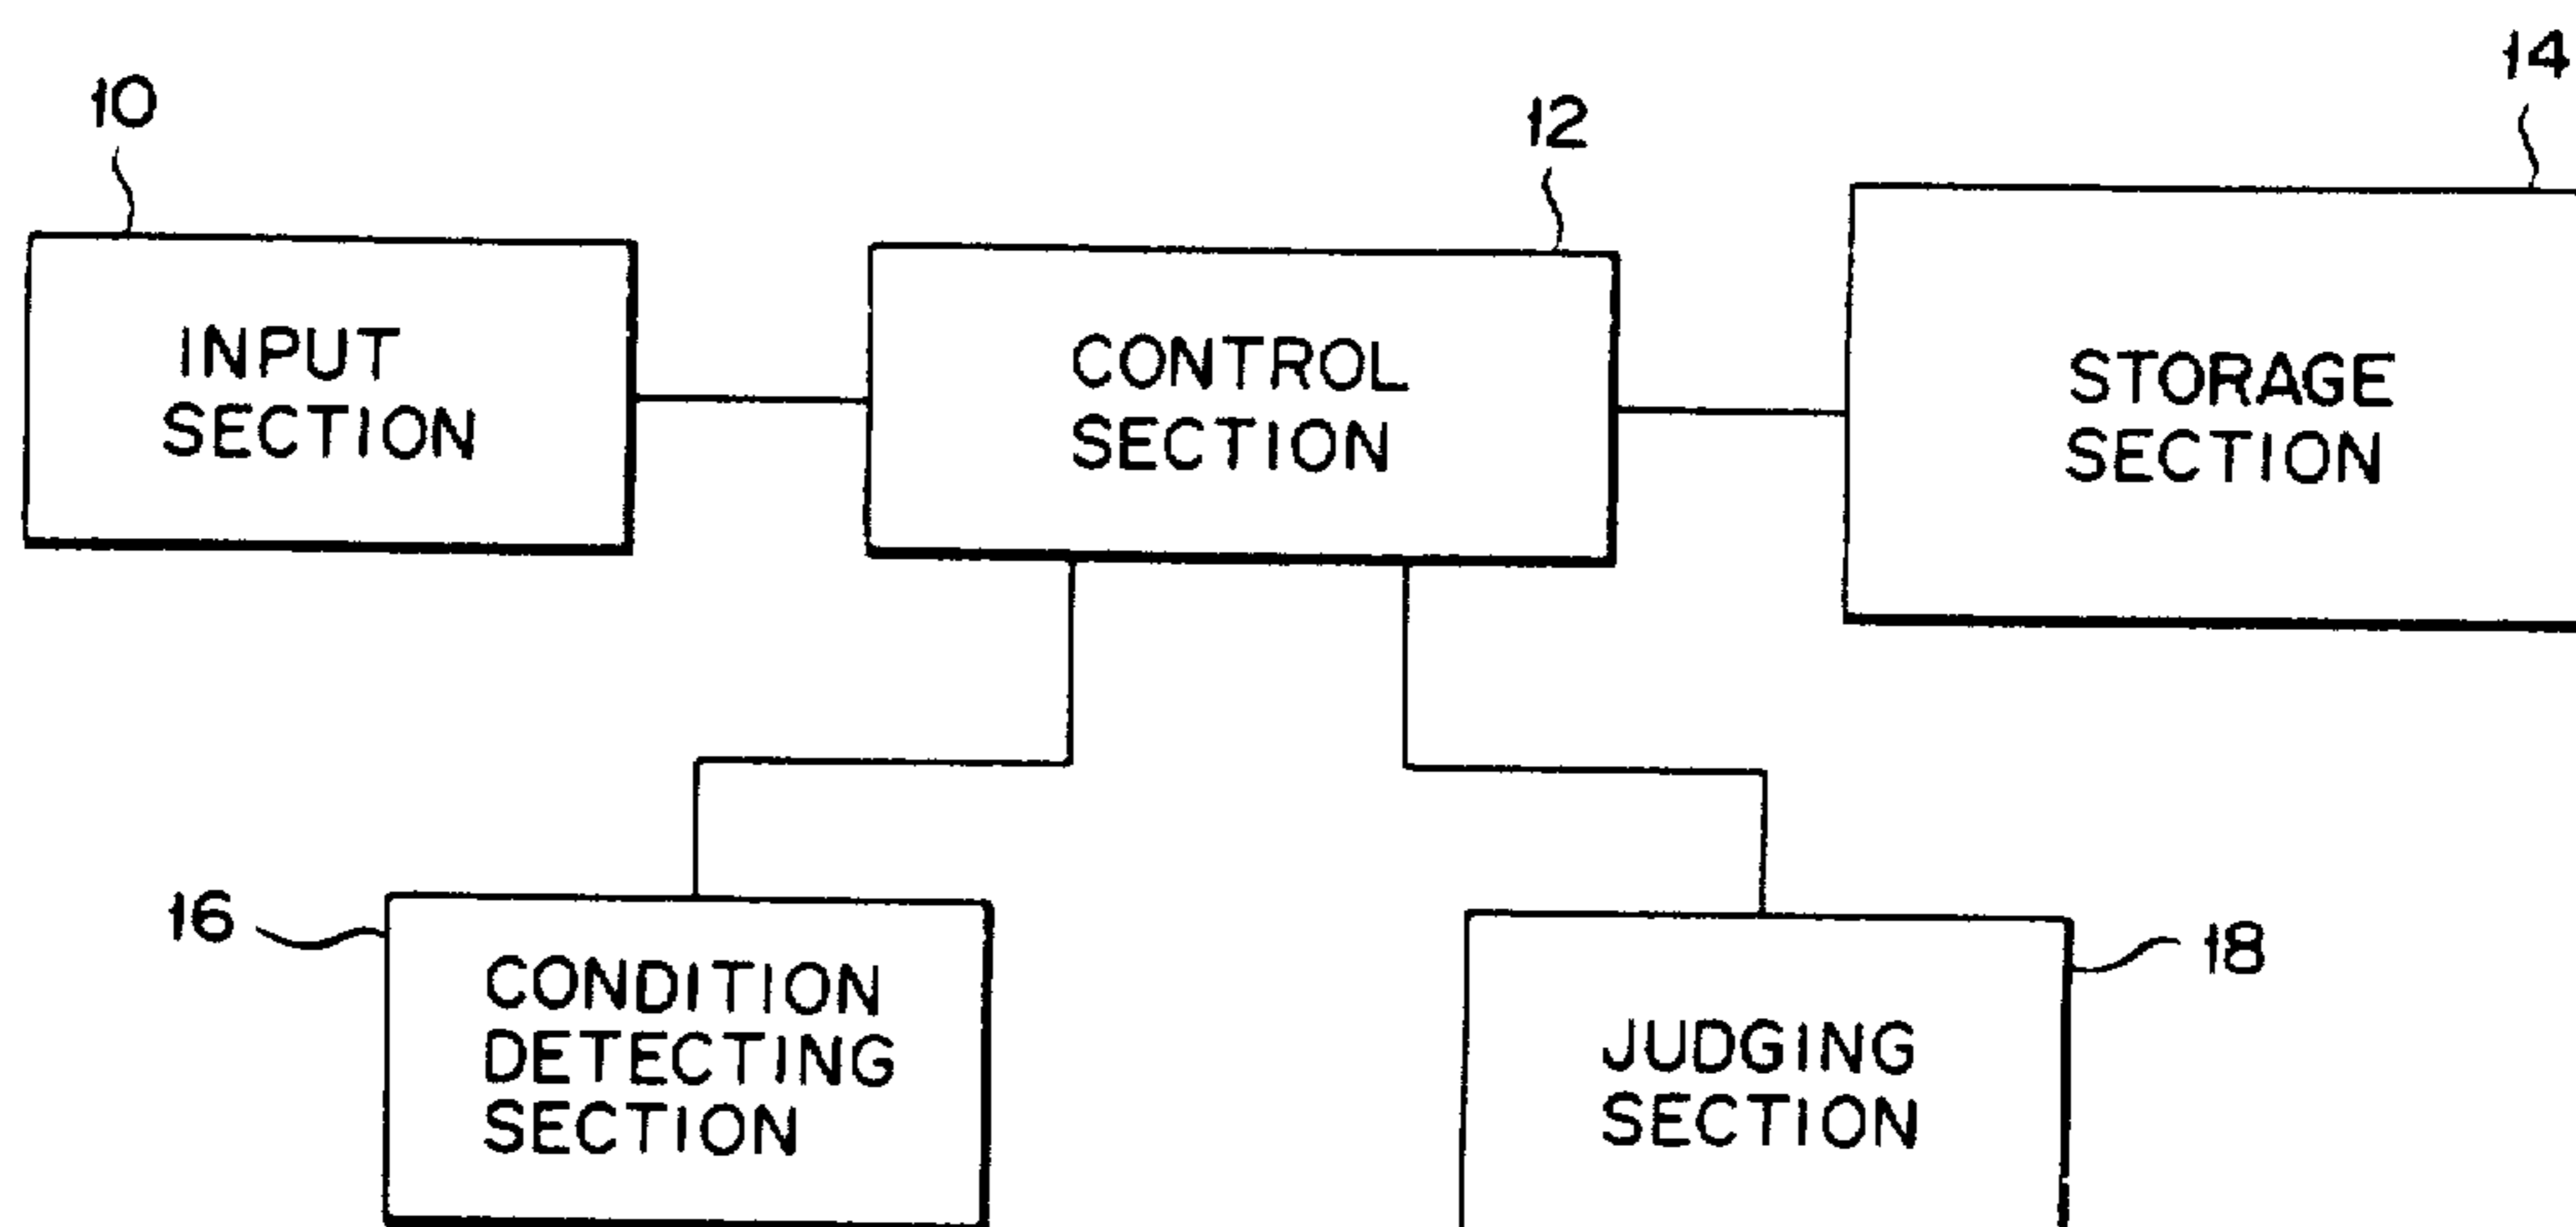 10
12
14
INPUT
SECTION
CONTROL
SECTION
STORAGE
SECTION
16
CONDITION
DETECTING
SECTION
JUDGING
SECTION
18